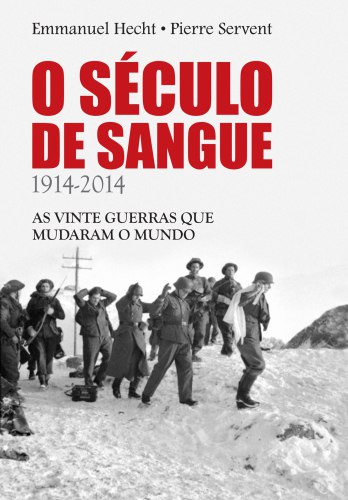 Emmanuel Hecht • Pierre Servent
O SÉCULO
DE SANGUE
1914-2014
AS VINTE GUERRAS QUE
MUDARAM O MUNDO